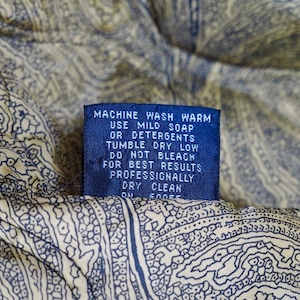 MACHINE WASH WARM
USE MILD SOAP
OR DETERGENTS
TUMBLE DRY LOW
DO NOT BLEACH
FOR BEST RESULTS
PROFESSIONALLY
DRY CLEAN